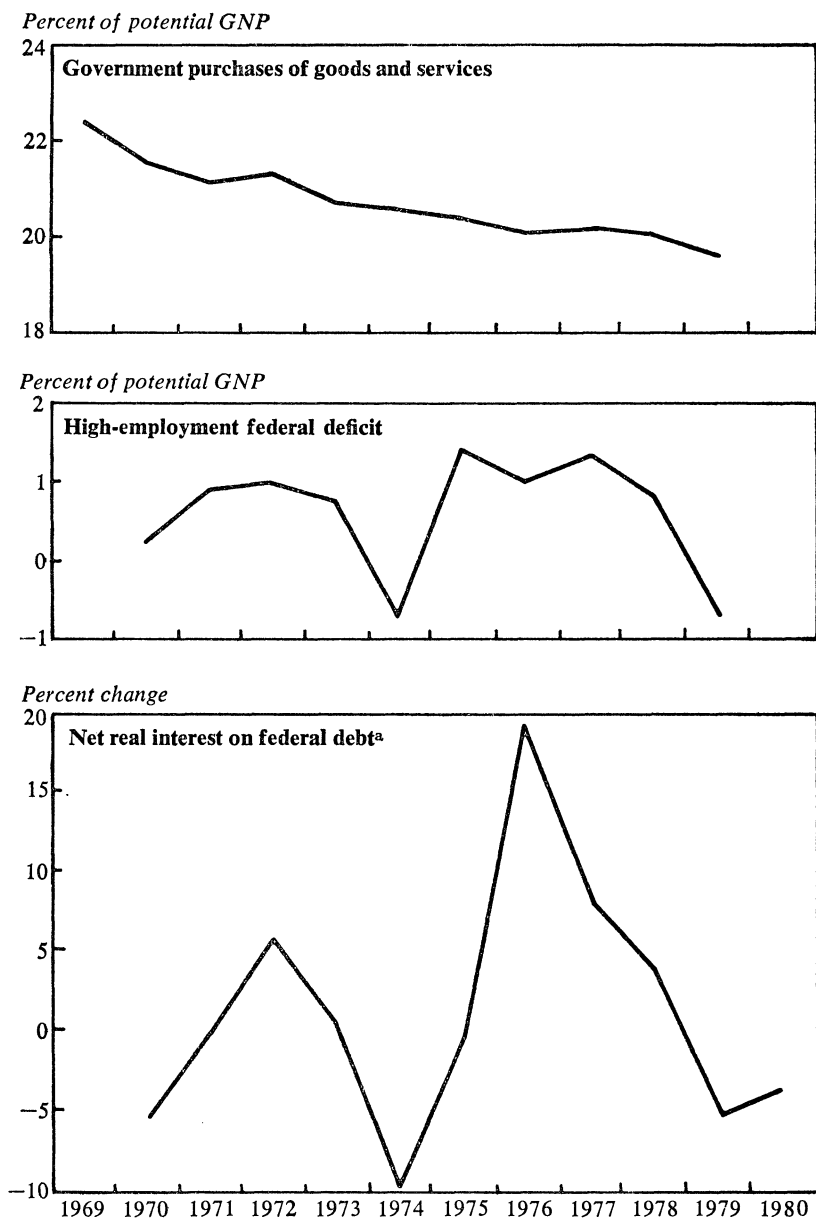 Percent of potential GNP
24
Government purchases of goods and services
22
20
18
Percent of potential GNP
2
High-employment federal deficit
1
0
−1
Percent change
20
Net real interest on federal debtᵃ
15
10
5
0
−5
−10
1969 1970 1971 1972 1973 1974 1975 1976 1977 1978 1979 1980